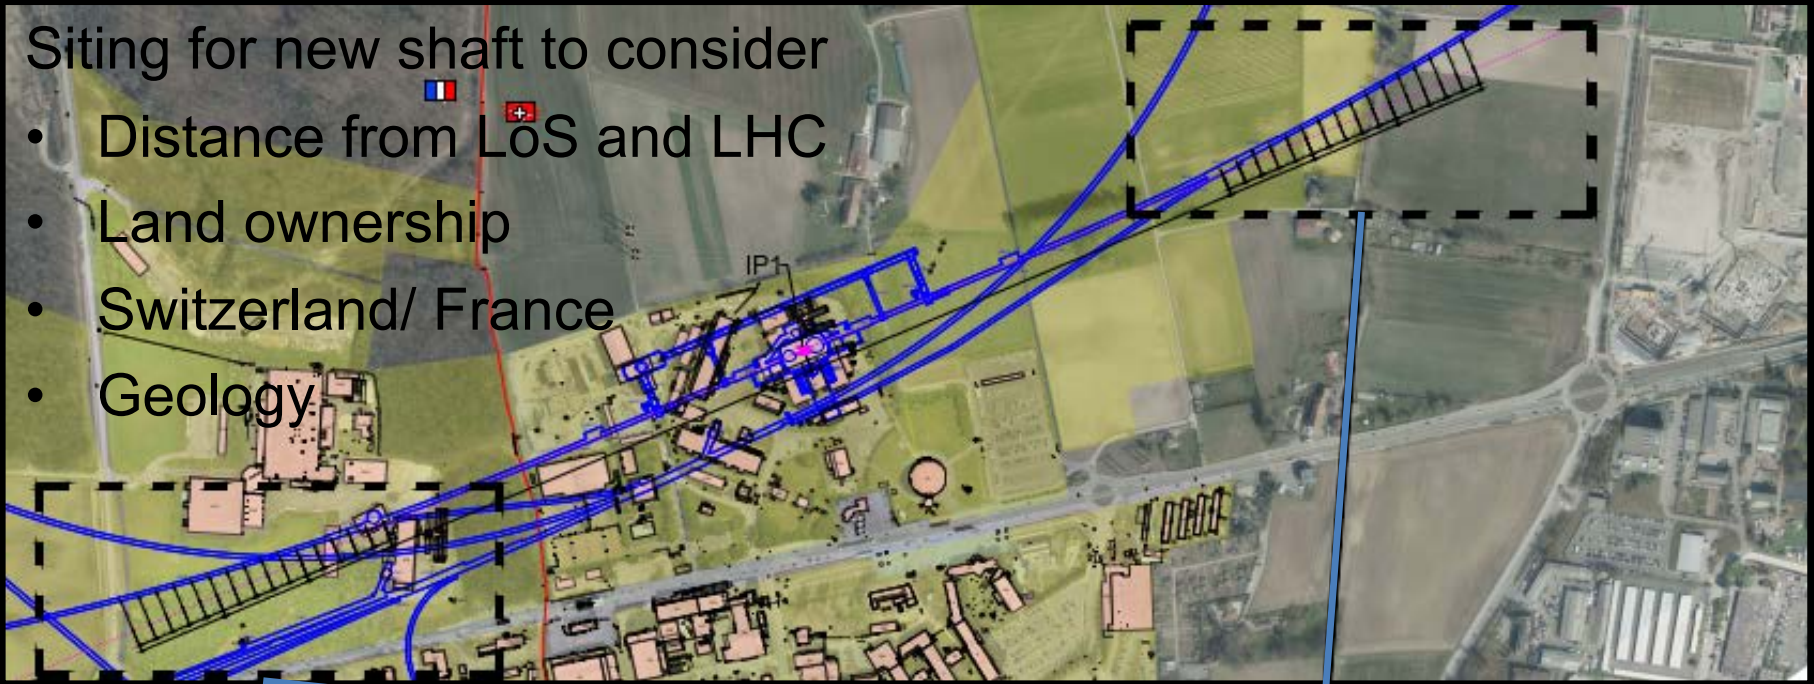 Siting for new shaft to consider
• Distance from LoS and LHC
• Land ownership
IP1
• Switzerland/ France
• Geology